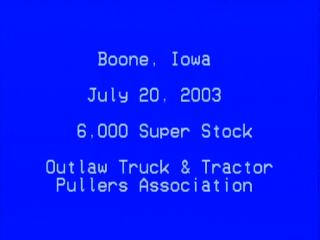 Boone, Iowa
July 20, 2003
6,000 Super Stock
Outlaw Truck & Tractor
Pullers Association